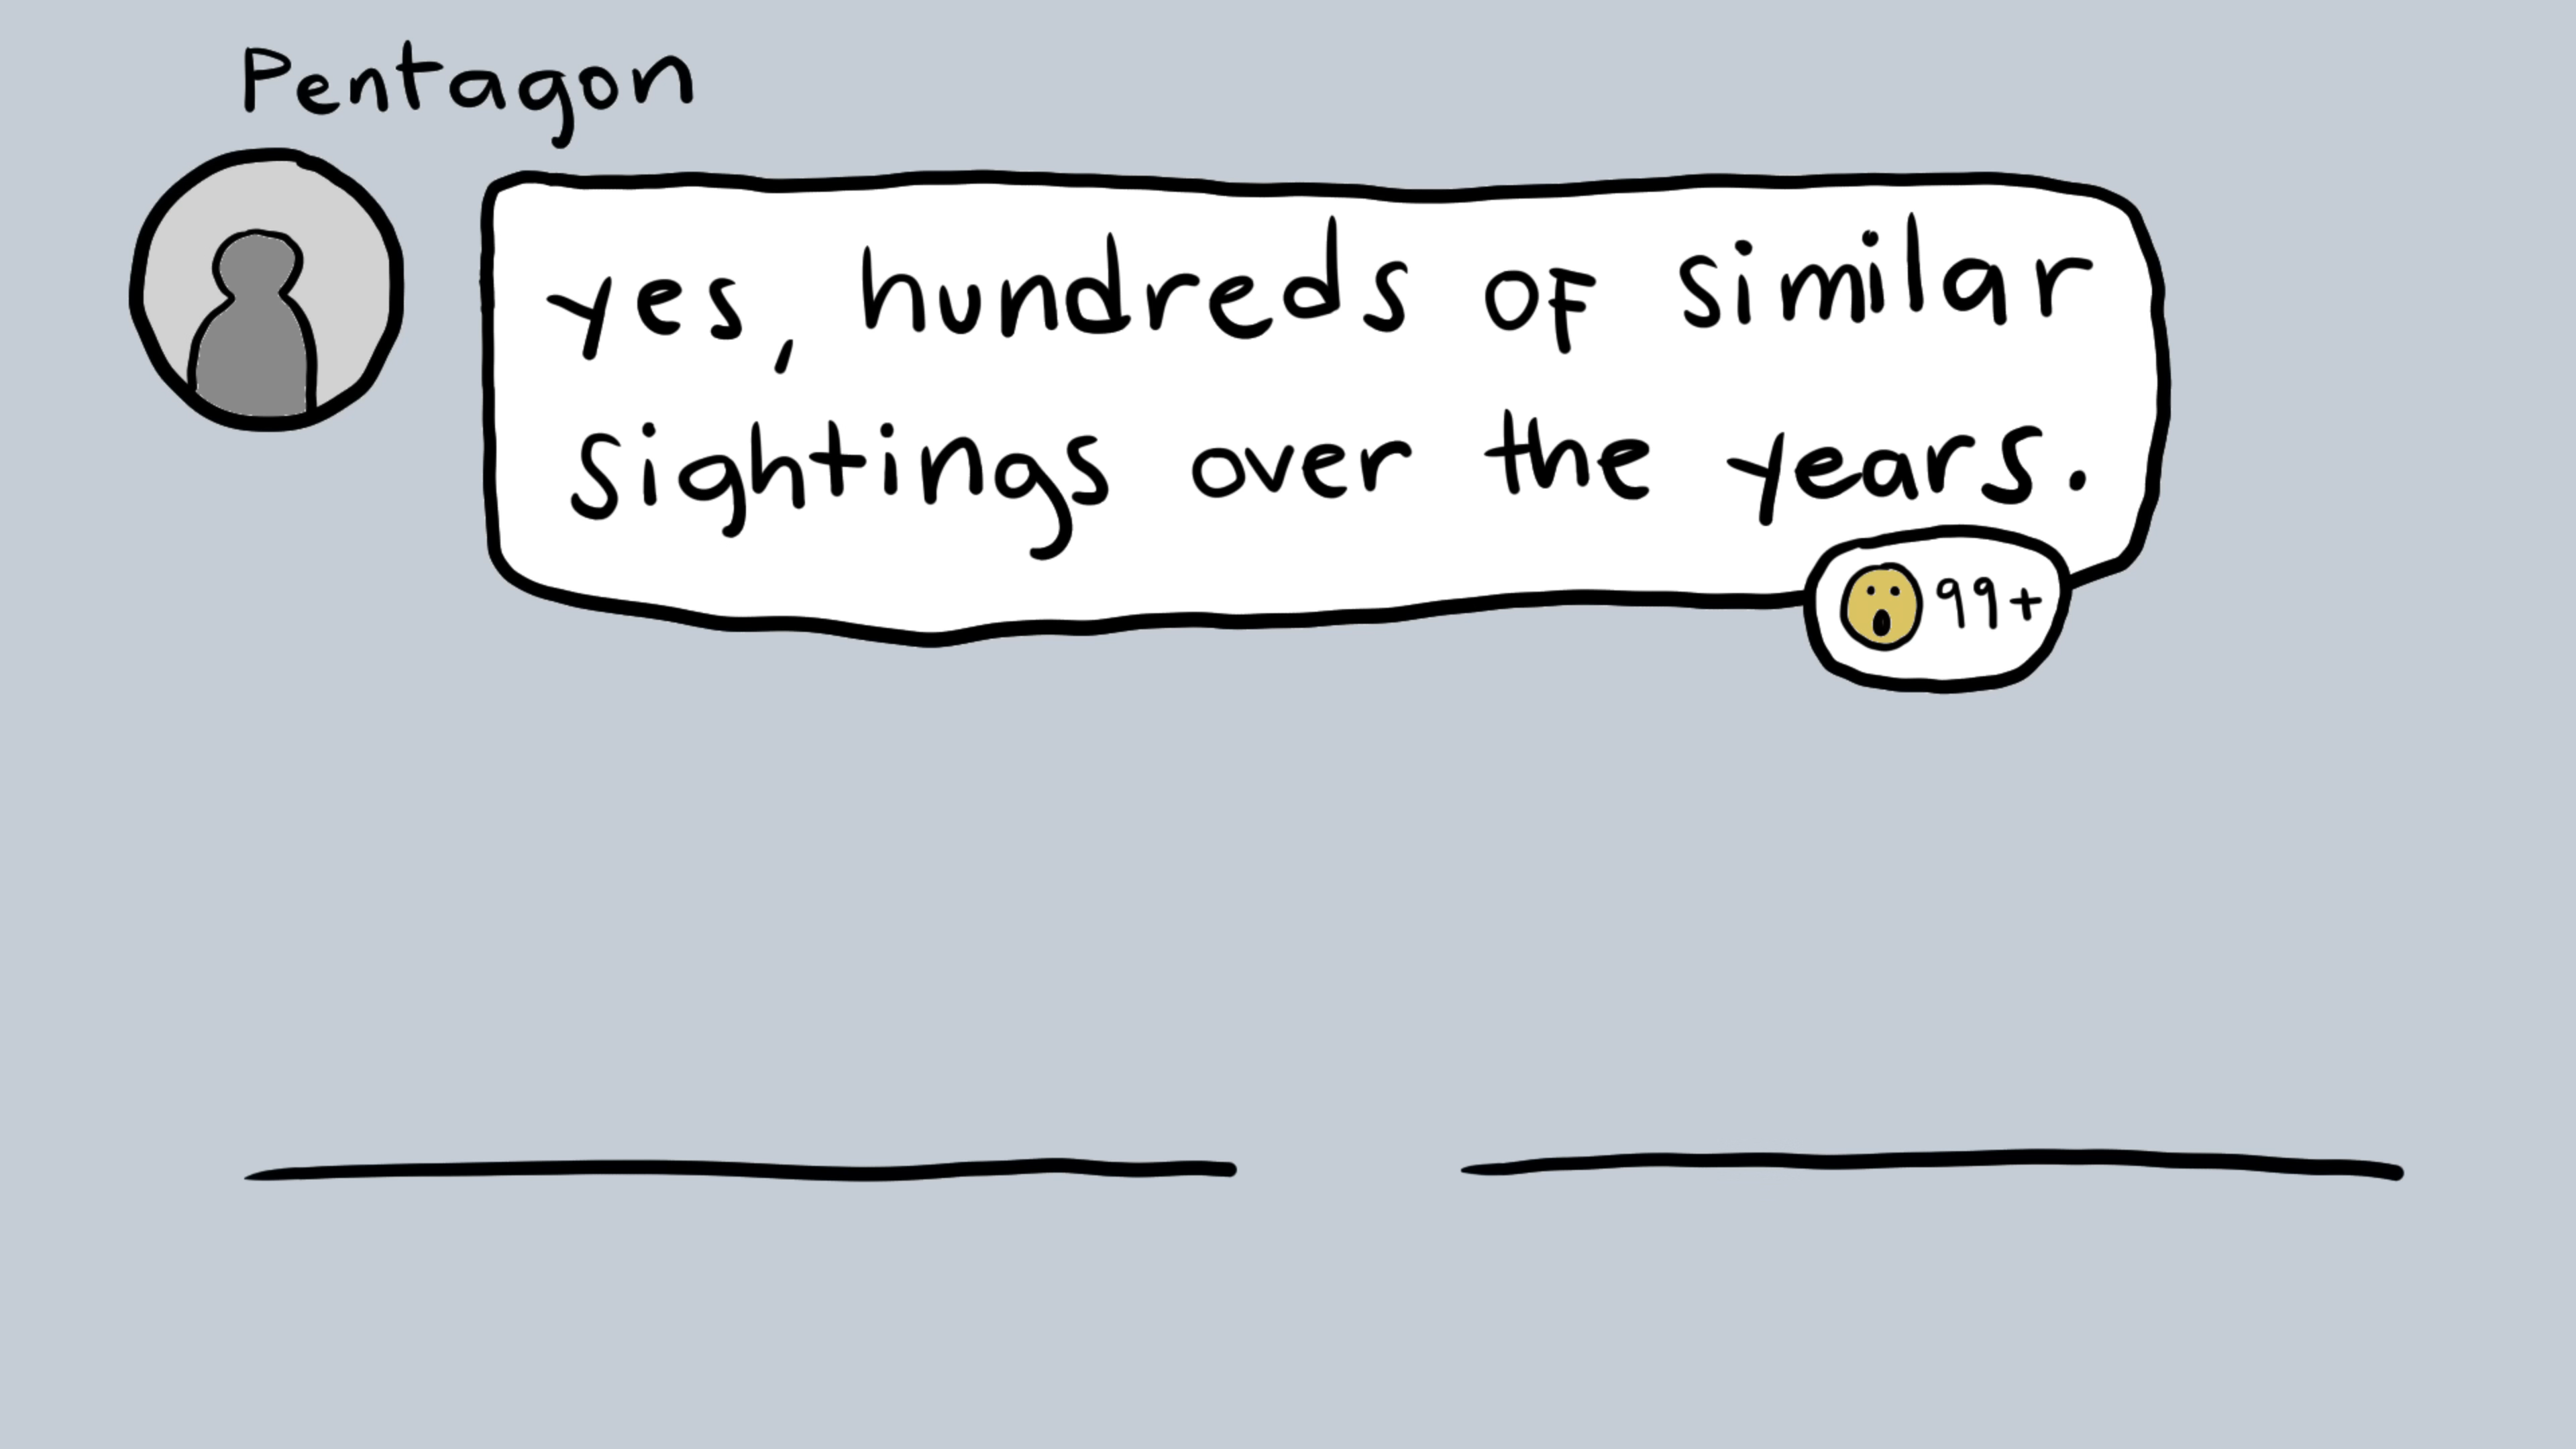 Pentagon
yes, hundreds of similar
sightings over the years.
99+